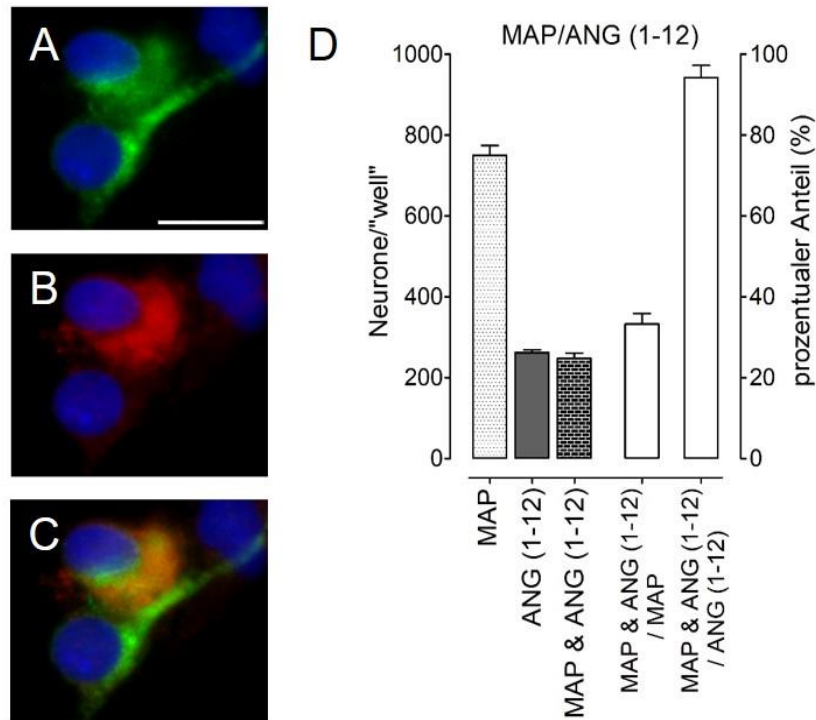 A
B
C
D
MAP/ANG (1-12)
Neurone/"well"
1000
800
600
400
200
0
100
80
60
40
20
0
prozentualer Anteil (%)
MAP
ANG (1-12)
MAP & ANG (1-12)
MAP & ANG (1-12)
/ MAP
MAP & ANG (1-12)
/ ANG (1-12)